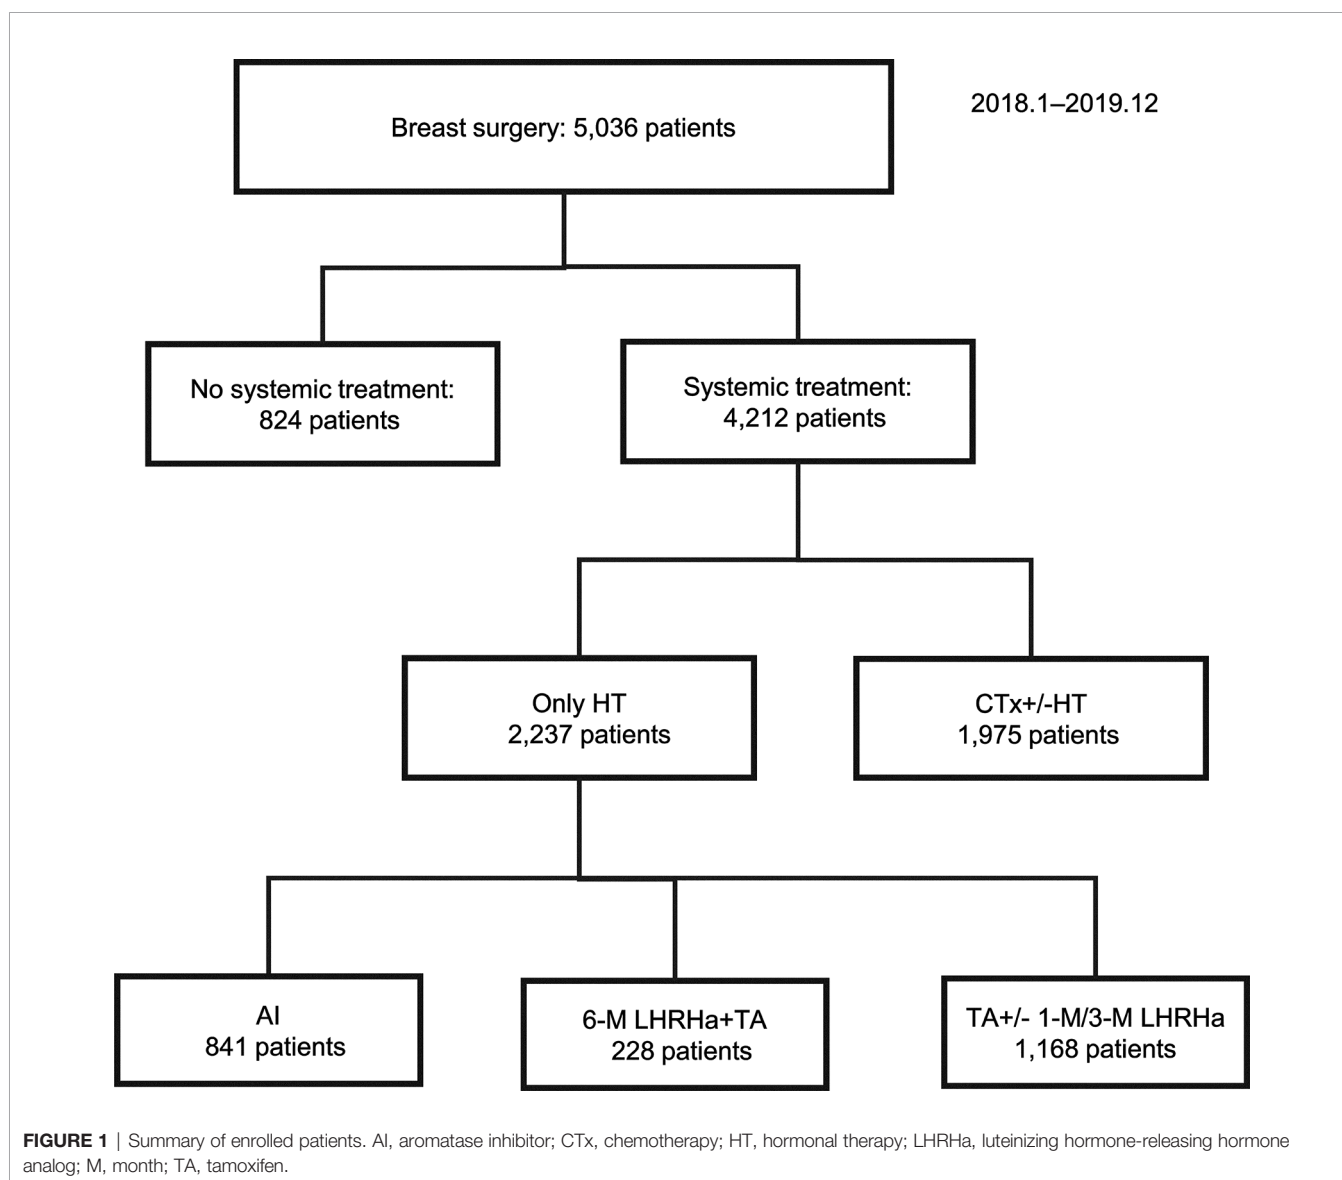 Breast surgery: 5,036 patients
2018.1–2019.12
No systemic treatment:
824 patients
Systemic treatment:
4,212 patients
Only HT
2,237 patients
CTx+/-HT
1,975 patients
AI
841 patients
6-M LHRHa+TA
228 patients
TA+/- 1-M/3-M LHRHa
1,168 patients
FIGURE 1 | Summary of enrolled patients. AI, aromatase inhibitor; CTx, chemotherapy; HT, hormonal therapy; LHRHa, luteinizing hormone-releasing hormone
analog; M, month; TA, tamoxifen.